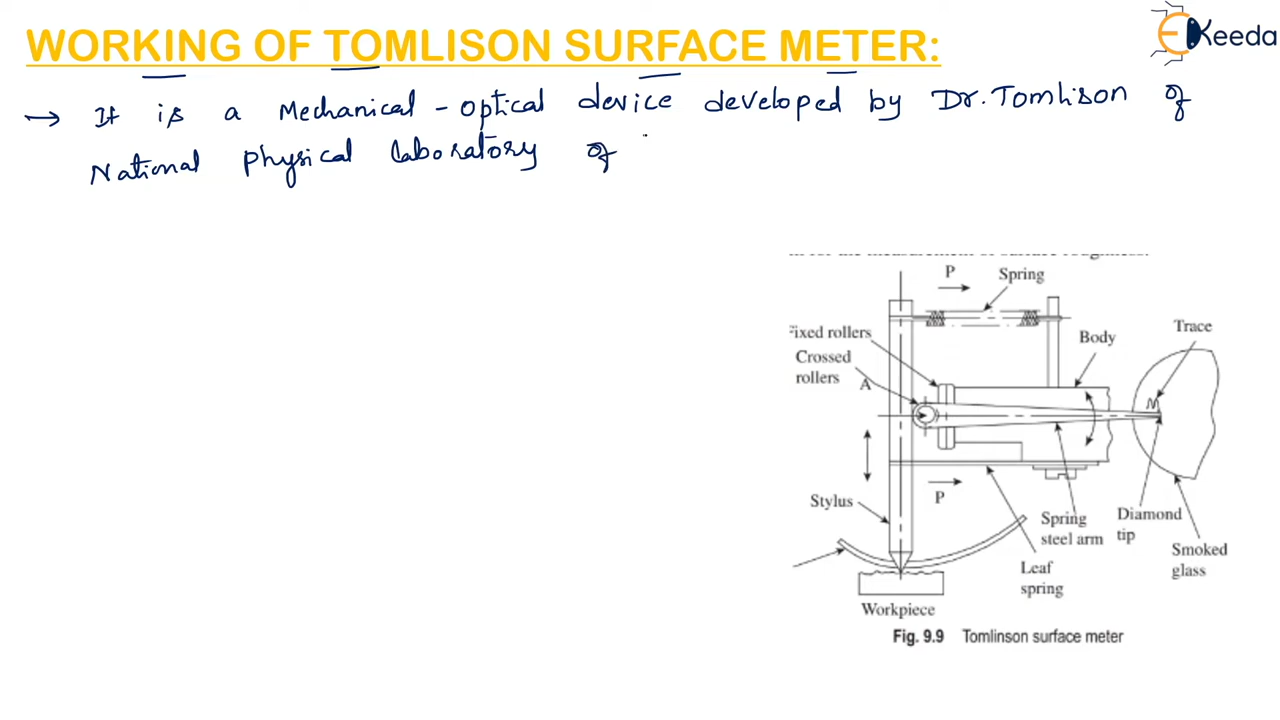 WORKING OF TOMLISON SURFACE METER:
Keeda
→ It is a Mechanical - optical device developed by Dr. Tomlison of
National physical laboratory of
P
Spring
Fixed rollers
Crossed
rollers
A
Body
Trace
Stylus
P
Spring
steel arm
Diamond
tip
Leaf
spring
Smoked
glass
Workpiece
Fig. 9.9 Tomlinson surface meter